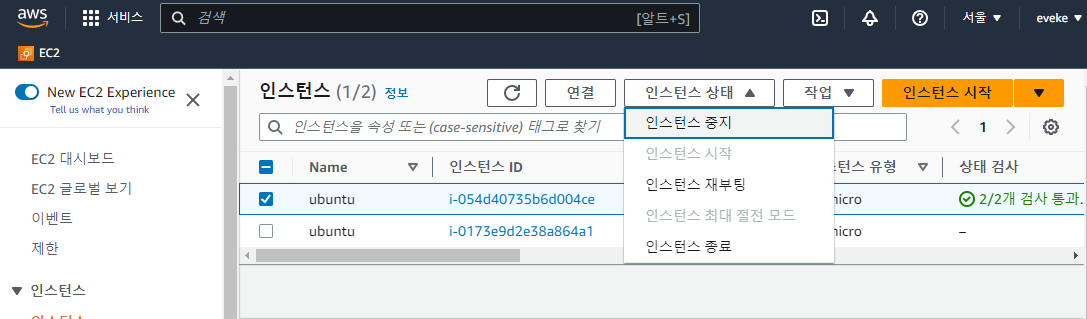 aws 서비스 검색 [알트+S] 서울 eveke
EC2
New EC2 Experience
Tell us what you think
EC2 대시보드
EC2 글로벌 보기
이벤트
제한
인스턴스
인스턴스 (1/2) 정보 연결 인스턴스 상태 작업 인스턴스 시작
인스턴스을 속성 또는 (case-sensitive) 태그로 찾기 1
인스턴스 중지
인스턴스 시작
인스턴스 재부팅
인스턴스 최대 절전 모드
인스턴스 종료
Name 인스턴스 ID 유형 상태 검사
ubuntu i-054d40735b6d004ce micro 2/2개 검사 통과.
ubuntu i-0173e9d2e38a864a1 micro –